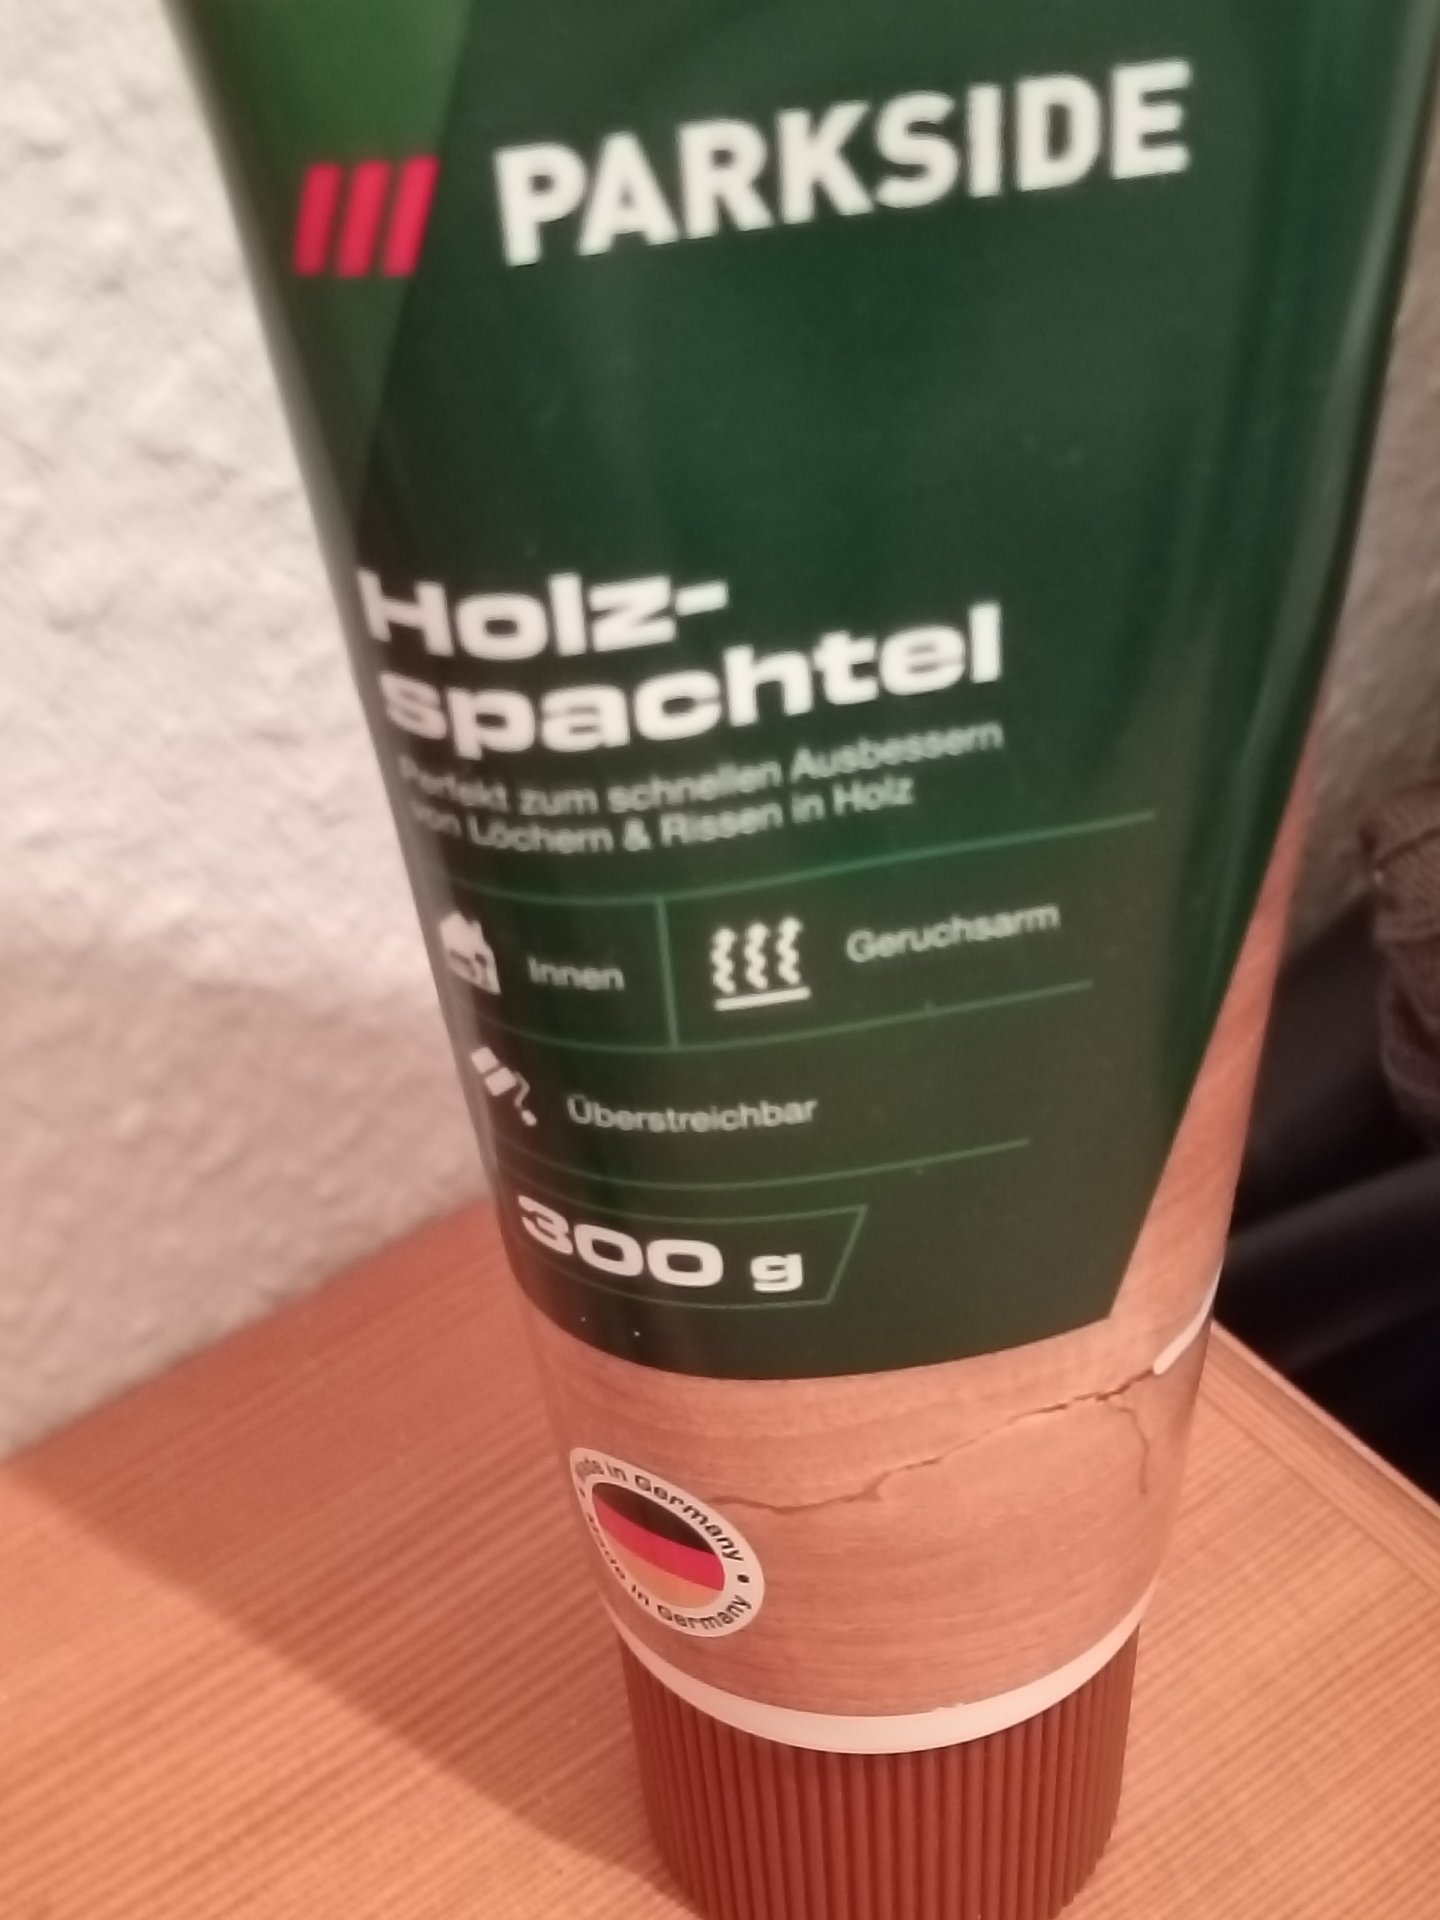 PARKSIDE
Holz-
spachtel
Perfekt zum schnellen Ausbessern
von Löchern & Rissen in Holz
Innen
Geruchsarm
Überstreichbar
300 g
Made in Germany
Made in Germany